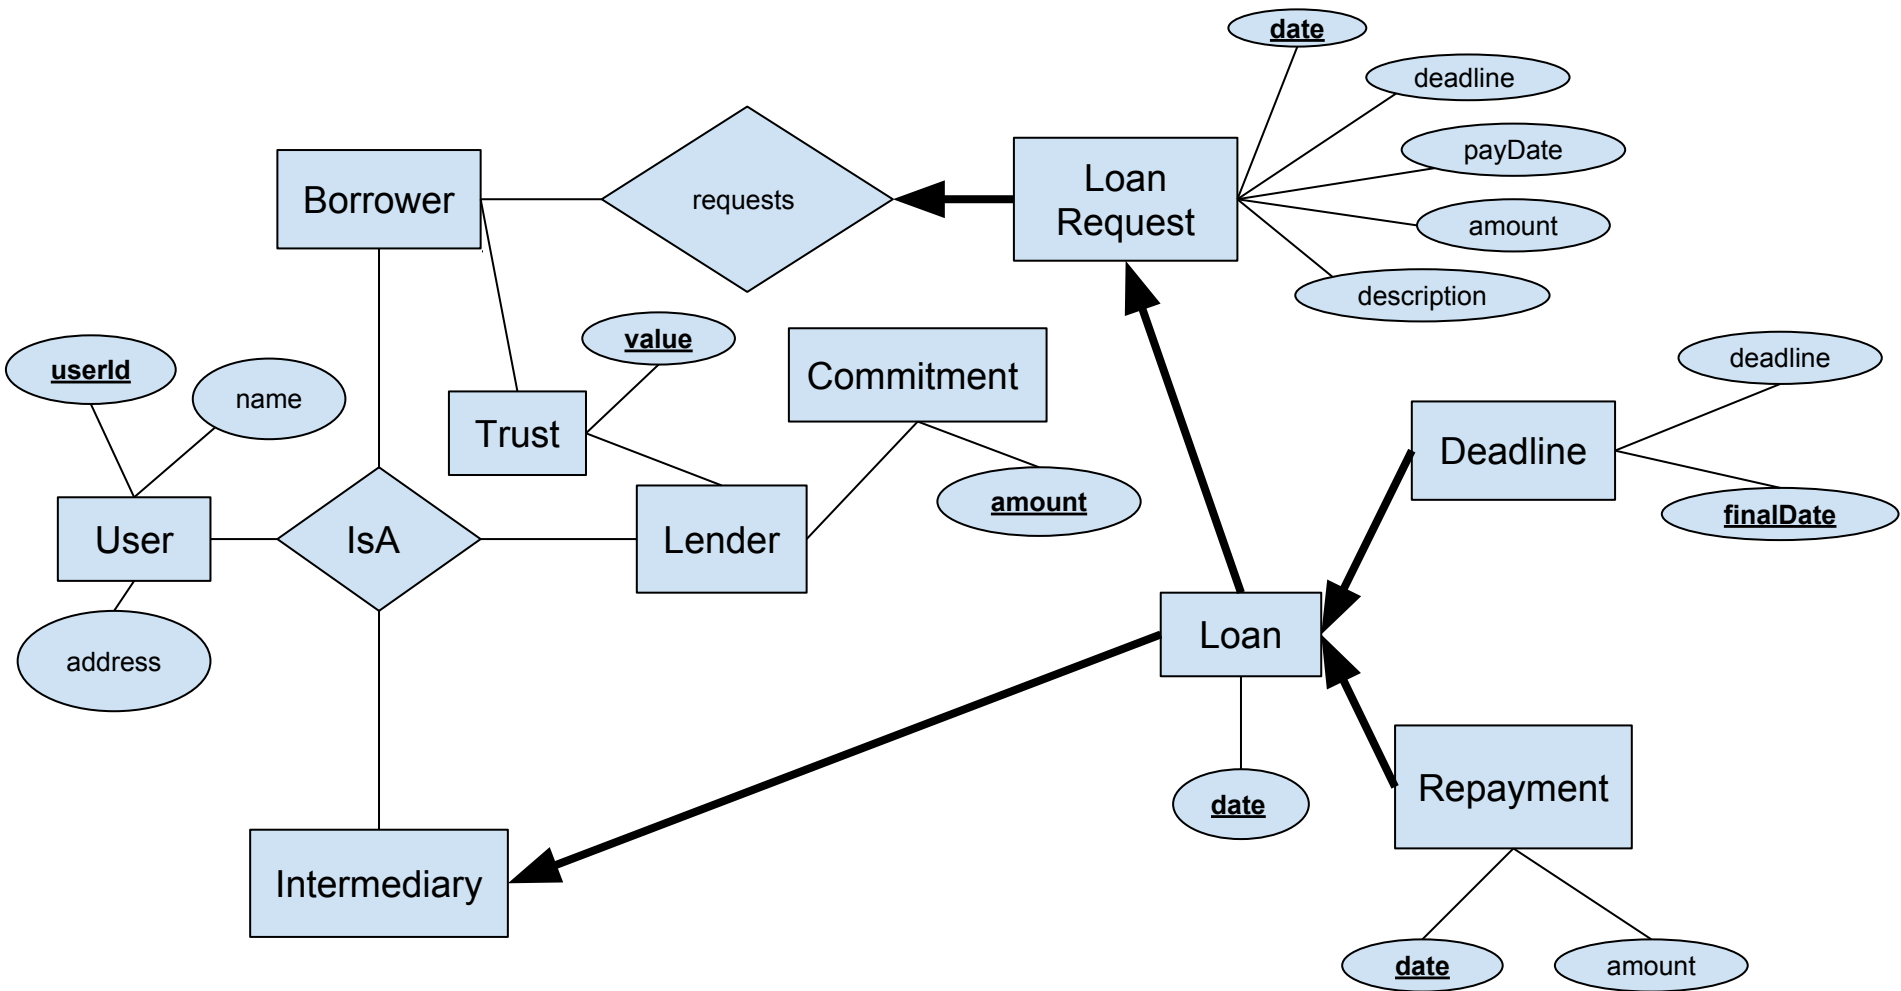 date
deadline
payDate
Borrower
requests
Loan
Request
amount
description
userId
name
value
Commitment
deadline
Trust
Deadline
amount
finalDate
User
IsA
Lender
address
Loan
date
Repayment
Intermediary
date
amount